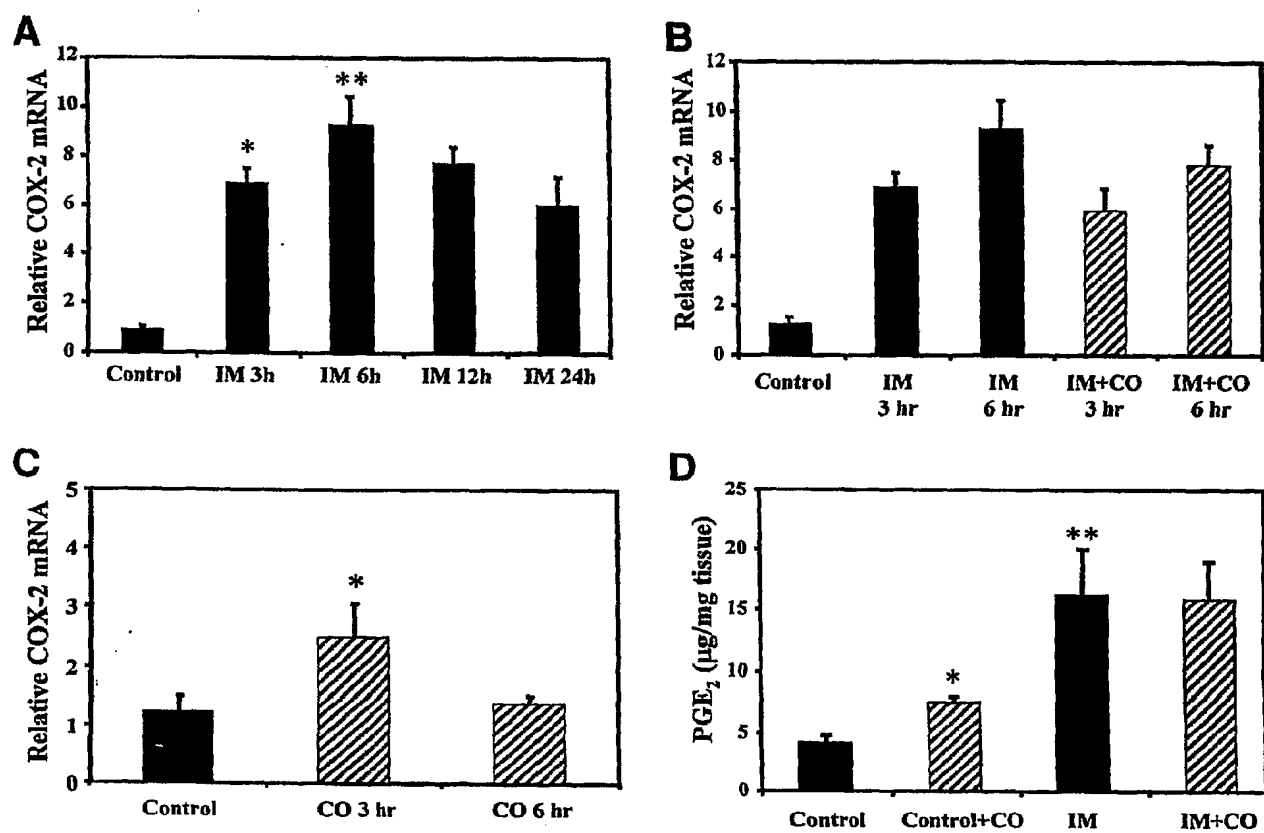 A
Relative COX-2 mRNA
12
10
8
6
4
2
0
*
**
Control IM 3h IM 6h IM 12h IM 24h
B
Relative COX-2 mRNA
12
10
8
6
4
2
0
Control IM IM IM+CO IM+CO
3 hr 6 hr 3 hr 6 hr
C
Relative COX-2 mRNA
5
4
3
2
1
0
*
Control CO 3 hr CO 6 hr
D
PGE₂ (µg/mg tissue)
25
20
15
10
5
0
*
**
Control Control+CO IM IM+CO